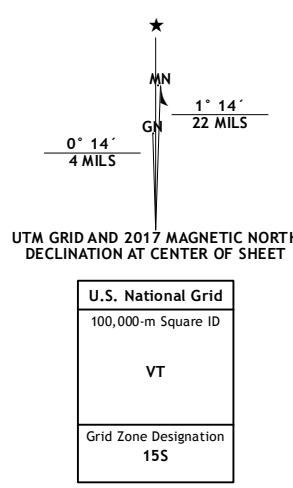 ★
MN
1° 14´
22 MILS
GN
0° 14´
4 MILS
UTM GRID AND 2017 MAGNETIC NORTH
DECLINATION AT CENTER OF SHEET
U.S. National Grid
100,000-m Square ID
VT
Grid Zone Designation
15S